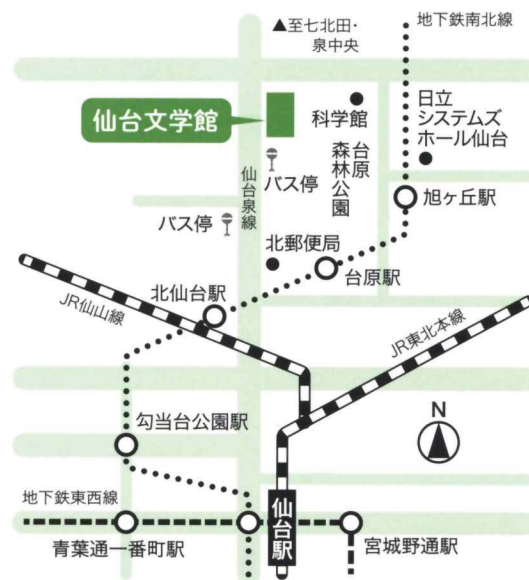 ▲至七北田・
泉中央
地下鉄南北線
仙台文学館
科学館
日立
システムズ
ホール仙台
台原
森林公園
バス停
仙台泉線
旭ヶ丘駅
バス停
北郵便局
台原駅
北仙台駅
JR仙山線
JR東北本線
勾当台公園駅
N
地下鉄東西線
仙台駅
青葉通一番町駅
宮城野通駅